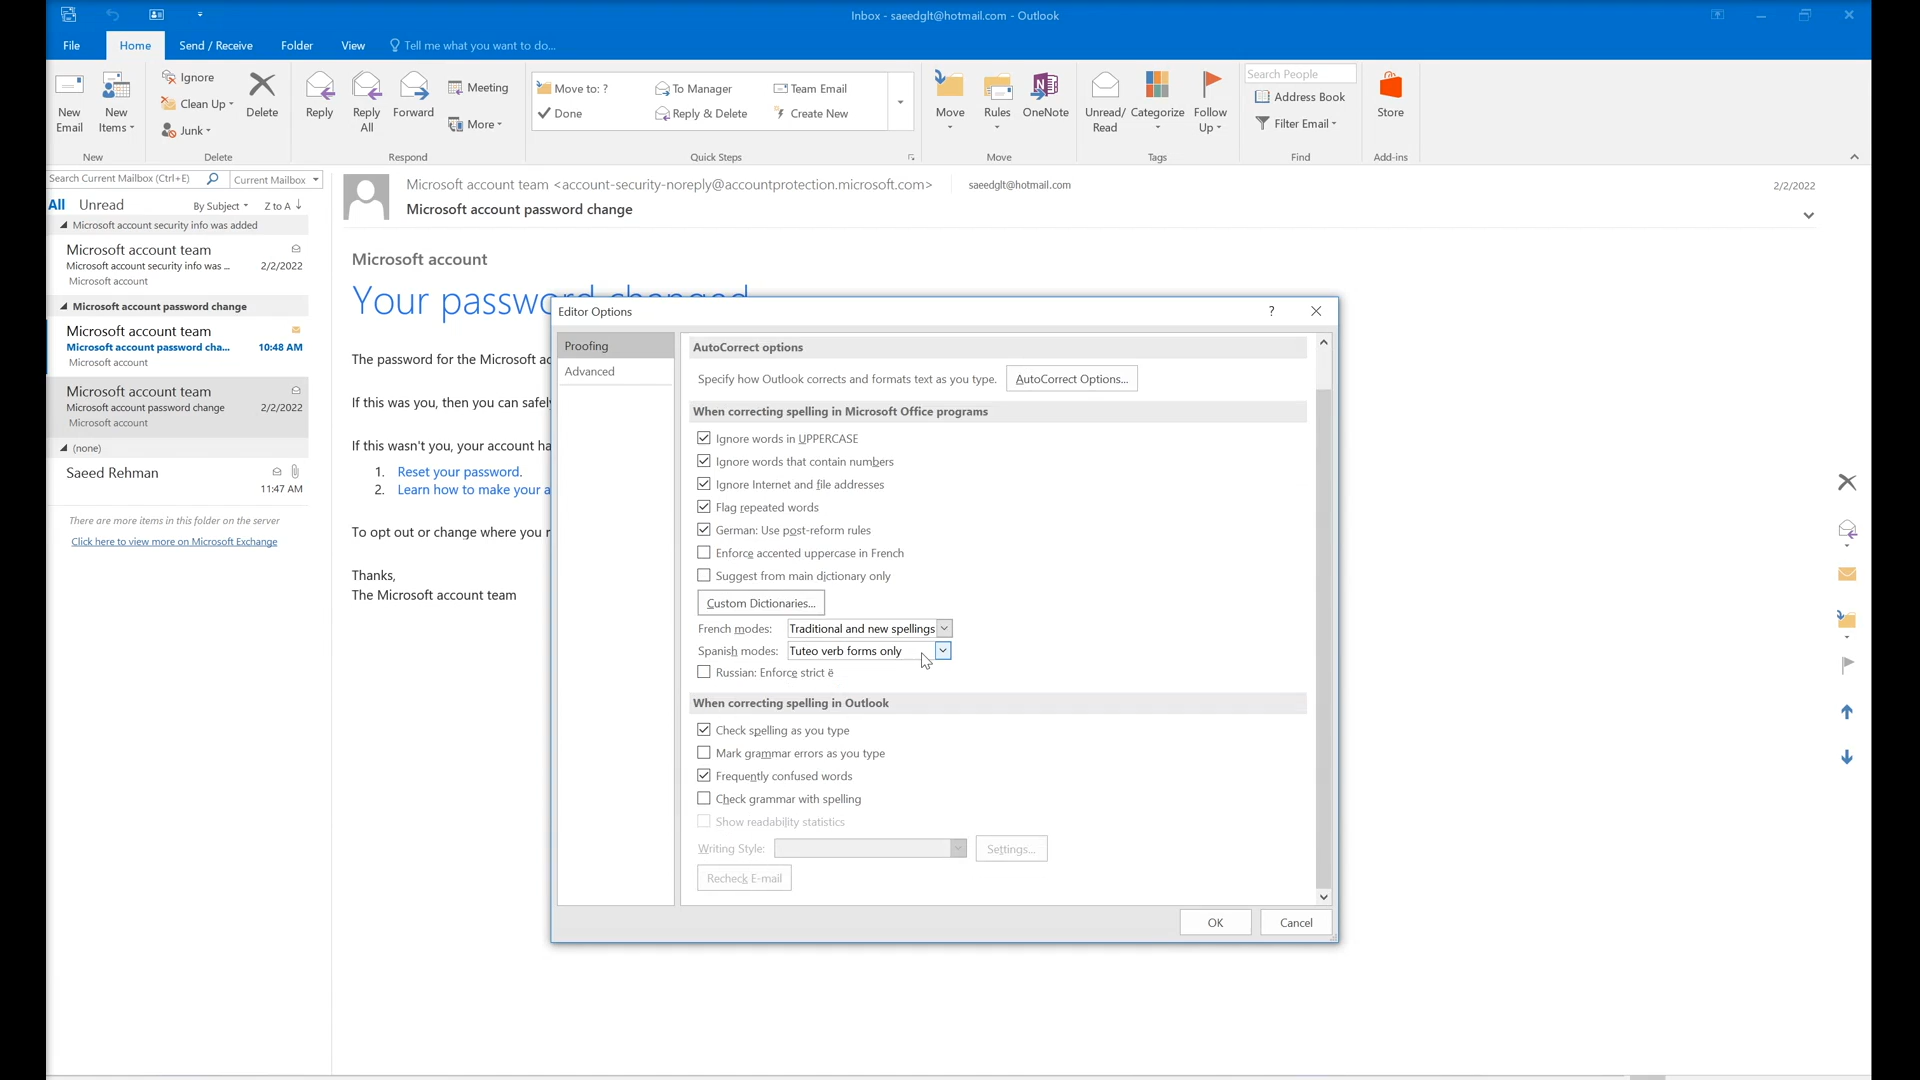 Inbox - saeedglt@hotmail.com - Outlook
File Home Send / Receive Folder View Tell me what you want to do...
New Email
New Items
New
Ignore
Clean Up
Junk
Delete
Delete
Reply
Reply All
Forward
Meeting
More
Respond
Move to: ? To Manager Team Email
Done Reply & Delete Create New
Quick Steps
Move
Rules
OneNote
Move
Unread/ Read
Categorize
Follow Up
Tags
Search People
Address Book
Filter Email
Find
Store
Add-ins
Search Current Mailbox (Ctrl+E) Current Mailbox
All Unread By Subject Z to A
Microsoft account security info was added
Microsoft account team
Microsoft account security info was ... 2/2/2022
Microsoft account
Microsoft account password change
Microsoft account team
Microsoft account password cha... 10:48 AM
Microsoft account
Microsoft account team
Microsoft account password change 2/2/2022
Microsoft account
(none)
Saeed Rehman
11:47 AM
There are more items in this folder on the server
Click here to view more on Microsoft Exchange
Microsoft account team <account-security-noreply@accountprotection.microsoft.com> saeedglt@hotmail.com 2/2/2022
Microsoft account password change
Microsoft account
Your password changed
The password for the Microsoft ac
If this was you, then you can safely
If this wasn't you, your account ha
1. Reset your password.
2. Learn how to make your a
To opt out or change where you r
Thanks,
The Microsoft account team
Editor Options ?
Proofing
Advanced
AutoCorrect options
Specify how Outlook corrects and formats text as you type. AutoCorrect Options...
When correcting spelling in Microsoft Office programs
Ignore words in UPPERCASE
Ignore words that contain numbers
Ignore Internet and file addresses
Flag repeated words
German: Use post-reform rules
Enforce accented uppercase in French
Suggest from main dictionary only
Custom Dictionaries...
French modes: Traditional and new spellings
Spanish modes: Tuteo verb forms only
Russian: Enforce strict ё
When correcting spelling in Outlook
Check spelling as you type
Mark grammar errors as you type
Frequently confused words
Check grammar with spelling
Show readability statistics
Writing Style: Settings...
Recheck E-mail
OK Cancel